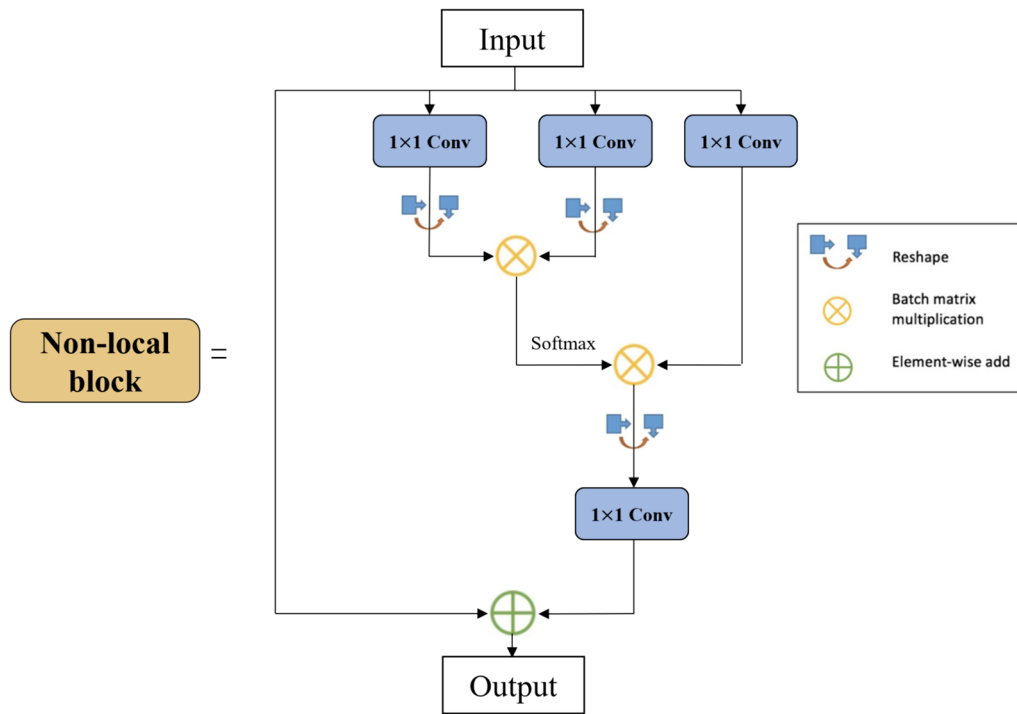 Input
1×1 Conv
1×1 Conv
1×1 Conv
Reshape
Batch matrix
multiplication
Element-wise add
Non-local
block
=
Softmax
1×1 Conv
Output